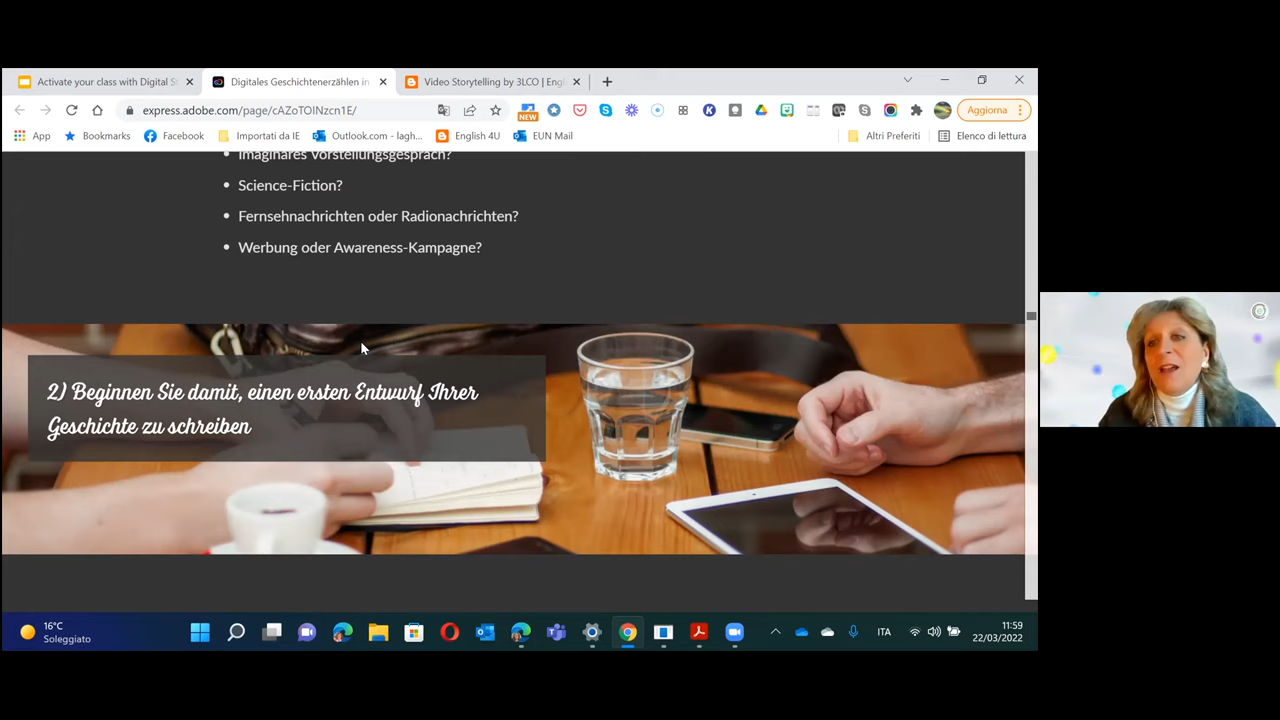 Activate your class with Digital S
Digitales Geschichtenerzählen in
Video Storytelling by 3LCO | Eng
express.adobe.com/page/cAZoTOINzcn1E/
NEW
Aggiorna
App
Bookmarks
Facebook
Importati da IE
Outlook.com - lagh...
English 4U
EUN Mail
Altri Preferiti
Elenco di lettura
Imaginäres Vorstellungsgespräch?
Science-Fiction?
Fernsehnachrichten oder Radionachrichten?
Werbung oder Awareness-Kampagne?
2) Beginnen Sie damit, einen ersten Entwurf Ihrer
Geschichte zu schreiben
16°C
Soleggiato
ITA
11:59
22/03/2022